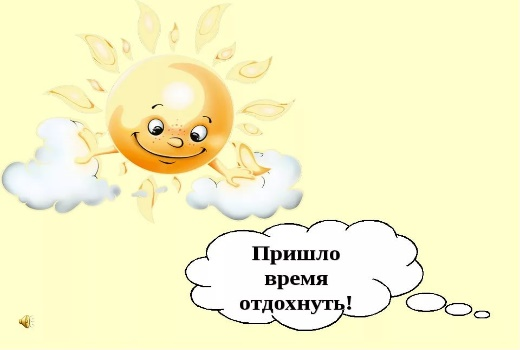 Пришло
время
отдохнуть!